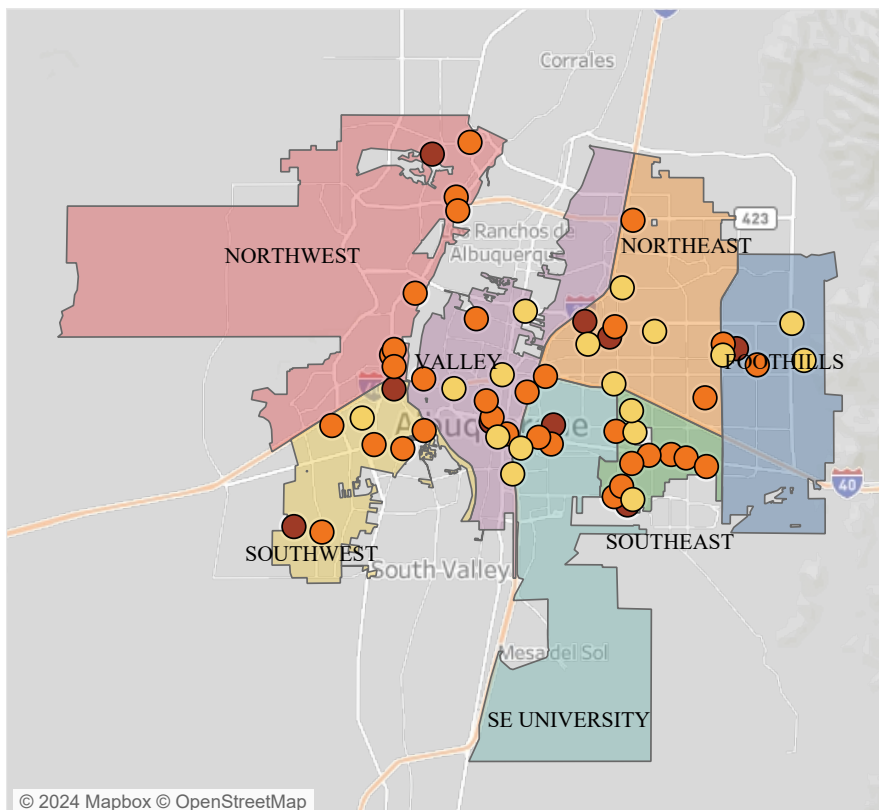 Corrales
423
NORTHEAST
Ranchos de
Albuquerque
NORTHWEST
VALLEY
FOOTHILLS
Albuquerque
40
SOUTHEAST
SOUTHWEST
South Valley
Mesa del Sol
SE UNIVERSITY
© 2024 Mapbox © OpenStreetMap